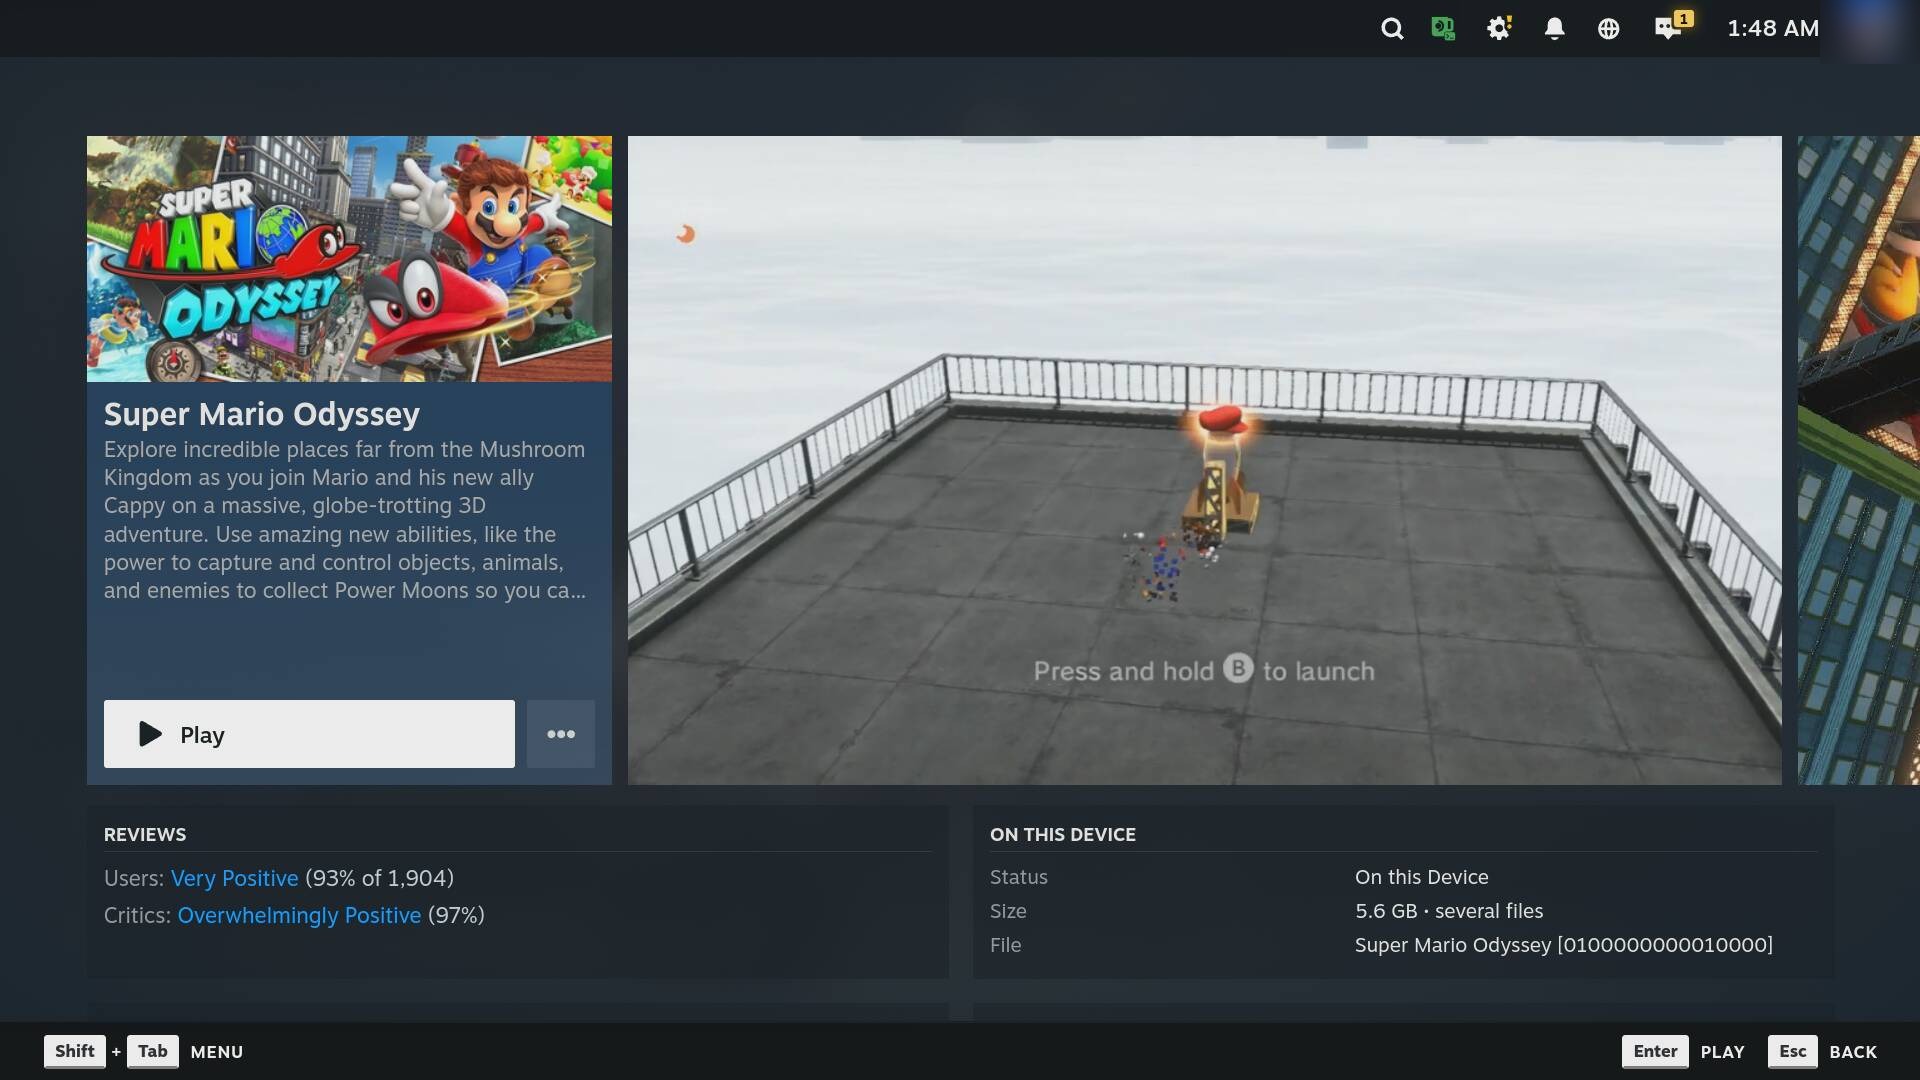 1
1:48 AM
SUPER
MARIO
ODYSSEY
Super Mario Odyssey
Explore incredible places far from the Mushroom
Kingdom as you join Mario and his new ally
Cappy on a massive, globe-trotting 3D
adventure. Use amazing new abilities, like the
power to capture and control objects, animals,
and enemies to collect Power Moons so you ca...
Play
Press and hold B to launch
REVIEWS
Users: Very Positive (93% of 1,904)
Critics: Overwhelmingly Positive (97%)
ON THIS DEVICE
Status On this Device
Size 5.6 GB · several files
File Super Mario Odyssey [0100000000010000]
Shift + Tab MENU
Enter PLAY Esc BACK